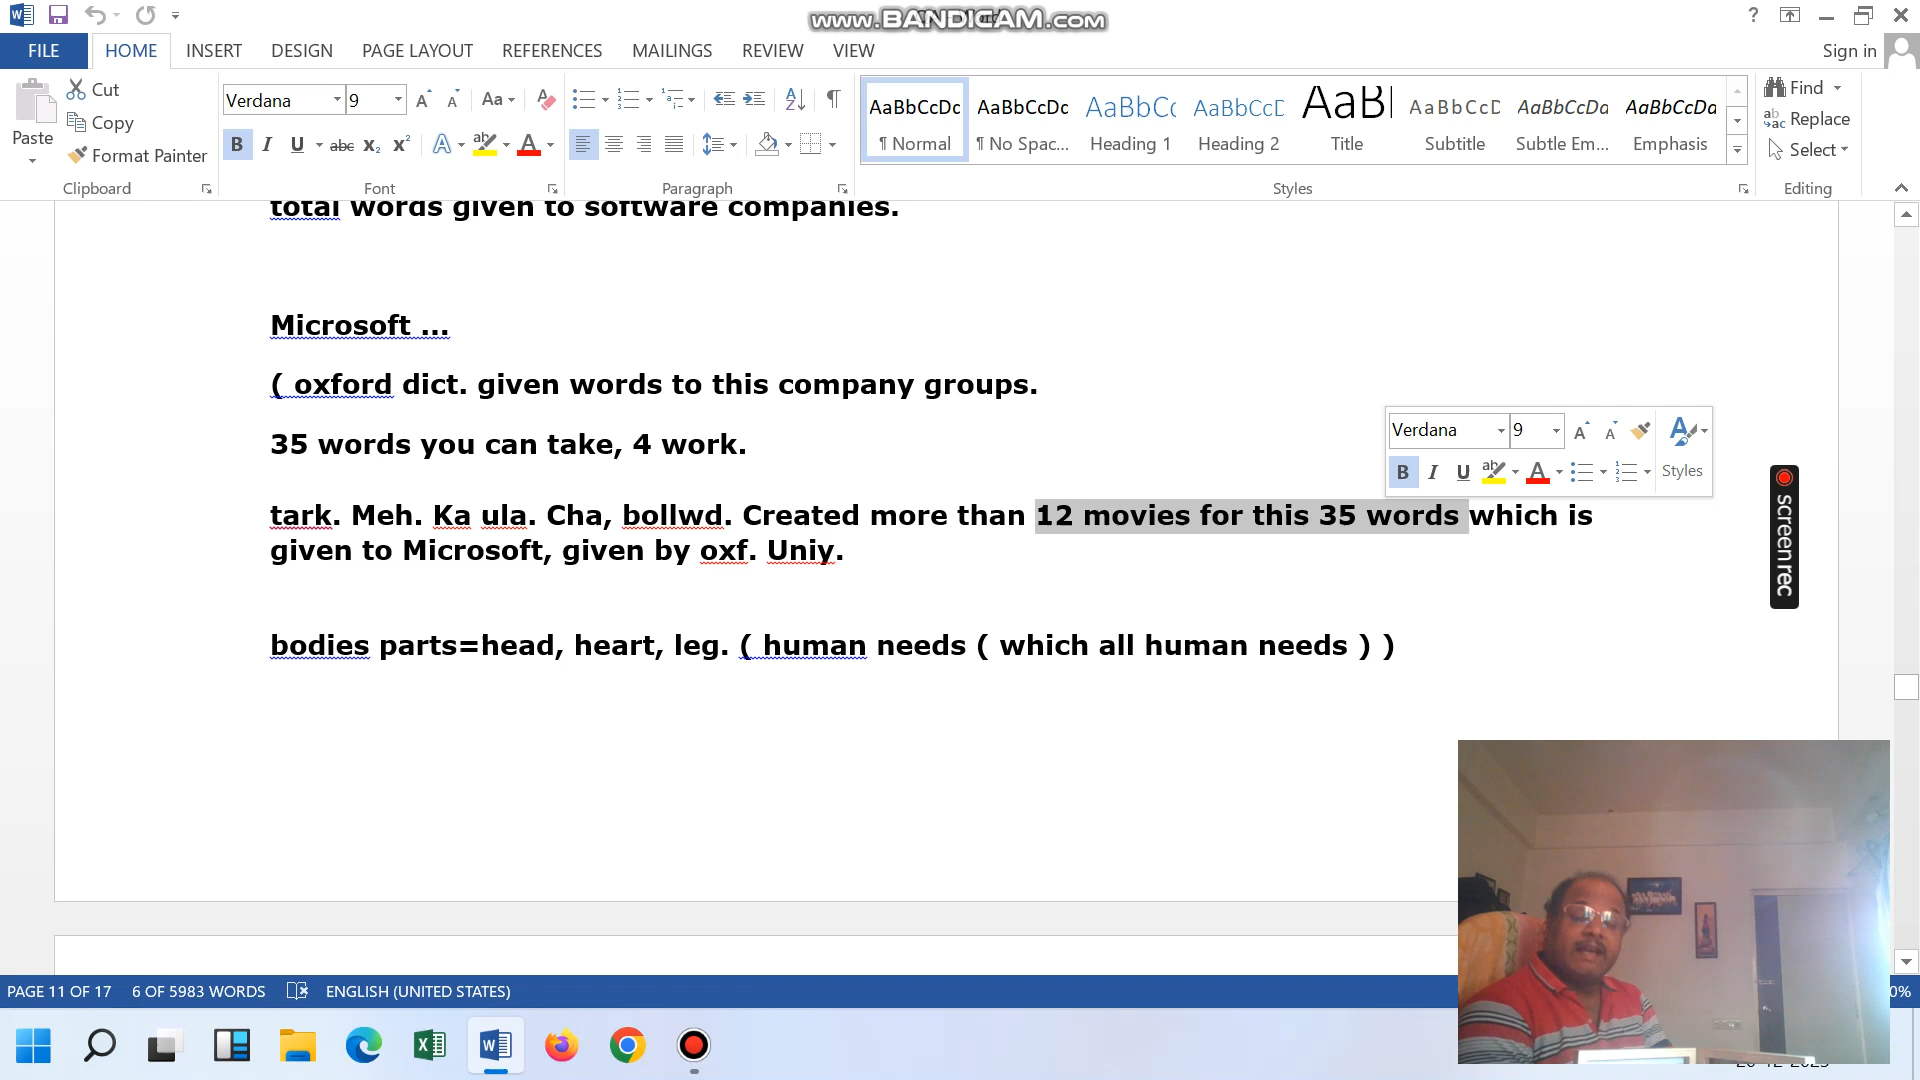 www.BANDICAM.com
FILE HOME INSERT DESIGN PAGE LAYOUT REFERENCES MAILINGS REVIEW VIEW Sign in
Paste Cut Copy Format Painter Clipboard
Verdana 9 Font
Paragraph
AaBbCcDc AaBbCcDc AaBbCc AaBbCcD AaB AaBbCcD AaBbCcDa AaBbCcDa
¶ Normal ¶ No Spac... Heading 1 Heading 2 Title Subtitle Subtle Em... Emphasis
Styles
Find Replace Select Editing
total words given to software companies.
Microsoft ...
( oxford dict. given words to this company groups.
35 words you can take, 4 work.
Verdana 9
B I U Styles
tark. Meh. Ka ula. Cha, bollwd. Created more than 12 movies for this 35 words which is
given to Microsoft, given by oxf. Uniy.
screenrec
bodies parts=head, heart, leg. ( human needs ( which all human needs ) )
PAGE 11 OF 17 6 OF 5983 WORDS ENGLISH (UNITED STATES)